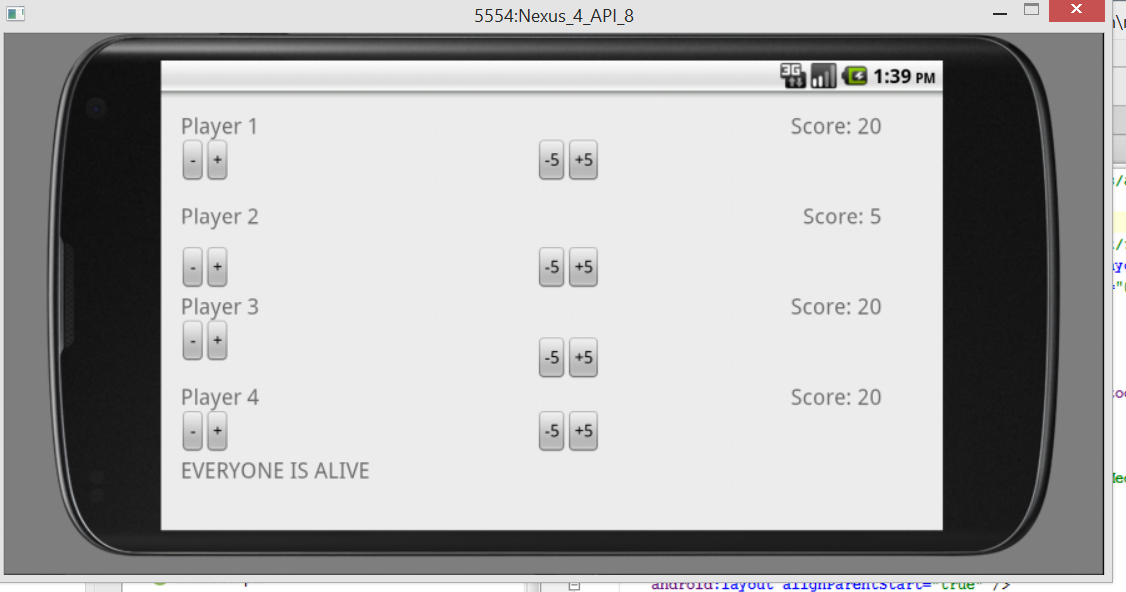 5554:Nexus_4_API_8
3G 1:39 PM
Player 1 Score: 20
- + -5 +5
Player 2 Score: 5
- + -5 +5
Player 3 Score: 20
- +
-5 +5
Player 4 Score: 20
- + -5 +5
EVERYONE IS ALIVE
android:layout_alignParentStart="true" />